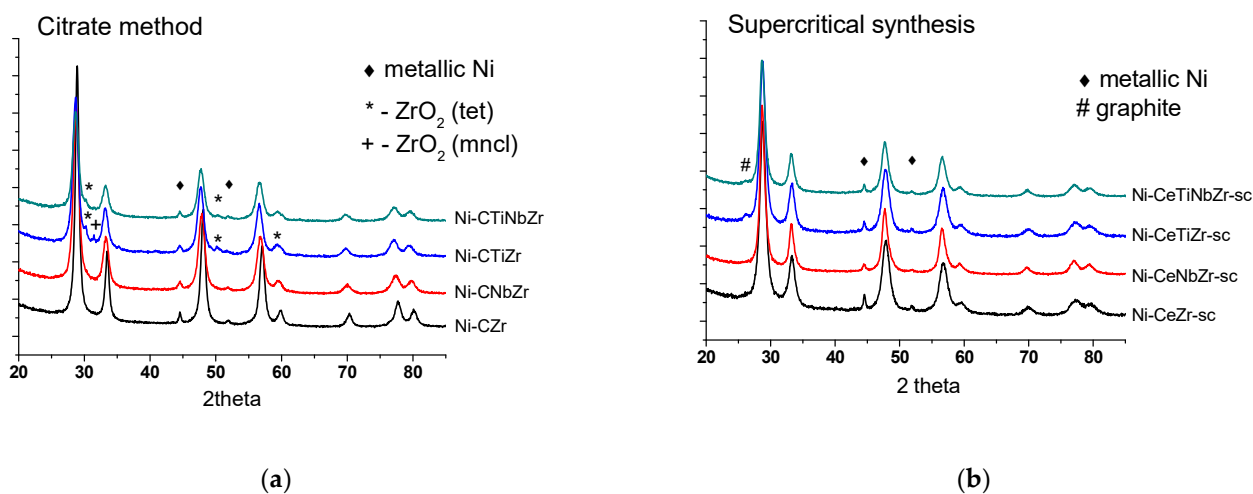 Citrate method
♦ metallic Ni
* - ZrO2 (tet)
+ - ZrO2 (mncl)
*
♦
♦
*
Ni-CTiNbZr
*
+
*
*
Ni-CTiZr
Ni-CNbZr
Ni-CZr
20 30 40 50 60 70 80
2theta
(a)
Supercritical synthesis
♦ metallic Ni
# graphite
#
♦
♦
Ni-CeTiNbZr-sc
Ni-CeTiZr-sc
Ni-CeNbZr-sc
Ni-CeZr-sc
20 30 40 50 60 70 80
2 theta
(b)